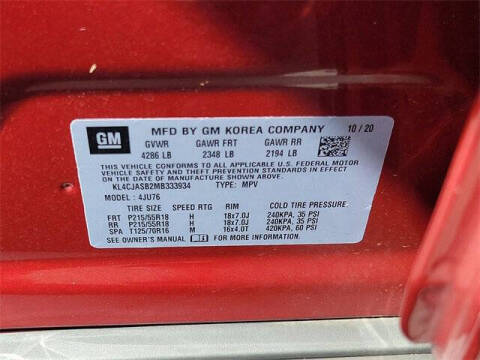 GM
MFD BY GM KOREA COMPANY 10/20
GVWR GAWR FRT GAWR RR
4286 LB 2348 LB 2194 LB
THIS VEHICLE CONFORMS TO ALL APPLICABLE U.S. FEDERAL MOTOR
VEHICLE SAFETY AND THEFT PREVENTION STANDARDS IN EFFECT
ON THE DATE OF MANUFACTURE SHOWN ABOVE.
KL4CJASB2MB333934 TYPE: MPV
MODEL: 4JU76
TIRE SIZE SPEED RTG RIM COLD TIRE PRESSURE
FRT P215/55R18 H 18x7.0J 240KPA, 35 PSI
RR P215/55R18 H 18x7.0J 240KPA, 35 PSI
SPA T125/70R16 M 16x4.0T 420KPA, 60 PSI
SEE OWNER'S MANUAL